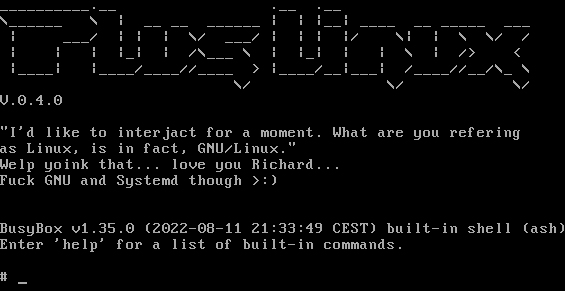 PlusLinux
V.0.4.0
"I'd like to interject for a moment. What are you refering
as Linux, is in fact, GNU/Linux."
Welp yoink that... love you Richard...
Fuck GNU and Systemd though >:)
BusyBox v1.35.0 (2022-08-11 21:33:49 CEST) built-in shell (ash)
Enter 'help' for a list of built-in commands.
# _